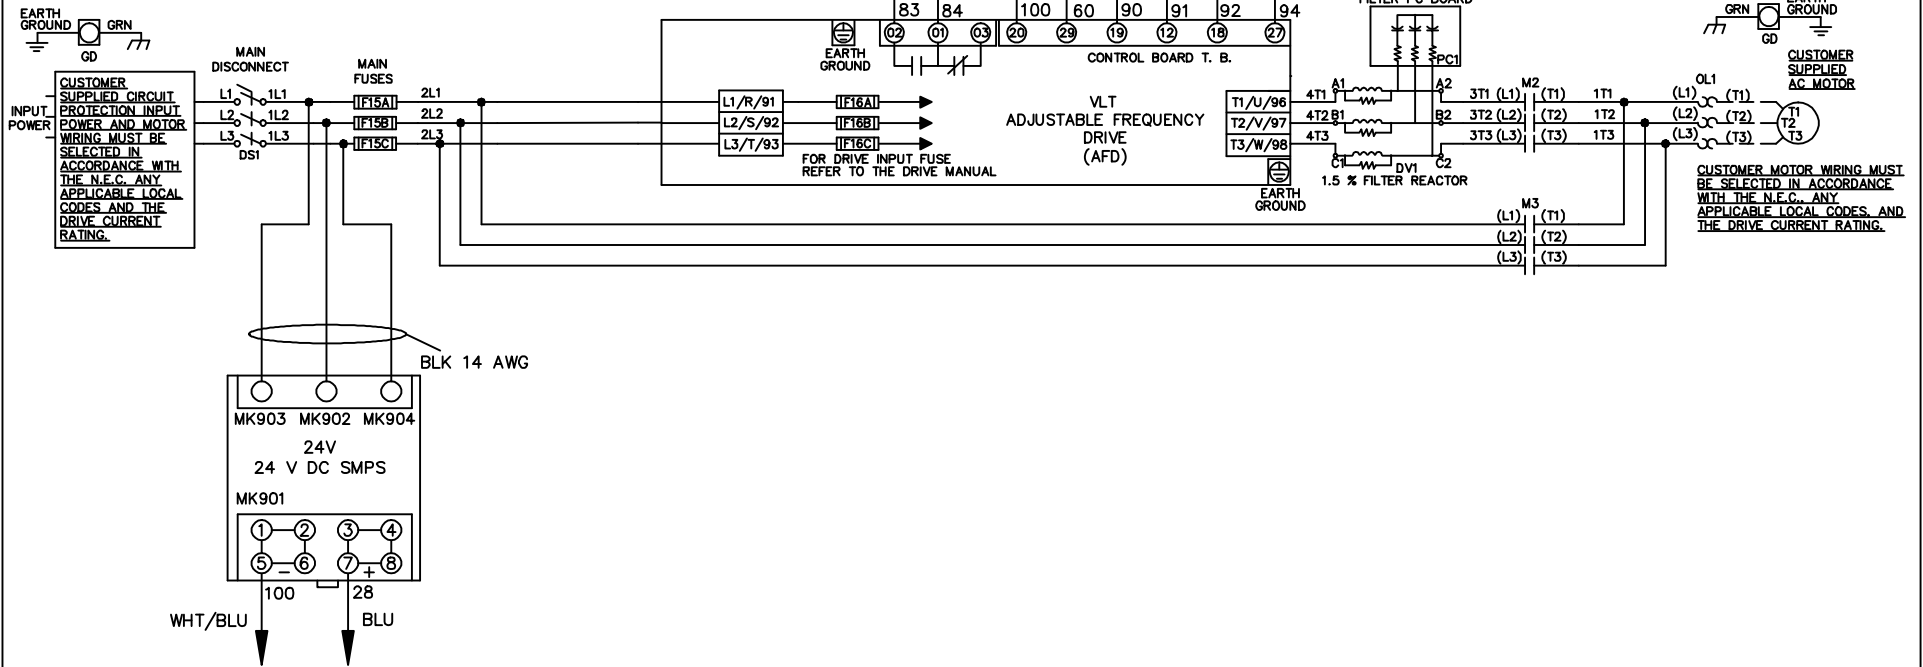 EARTH
GROUND
GRN
GD
83
84
100
60
90
91
92
94
EARTH
GROUND
02
01
03
20
29
19
12
18
27
CONTROL BOARD T. B.
FILTER PC BOARD
PC1
GRN
EARTH
GROUND
GD
CUSTOMER
SUPPLIED
AC MOTOR
INPUT
POWER
CUSTOMER
SUPPLIED CIRCUIT
PROTECTION INPUT
POWER AND MOTOR
WIRING MUST BE
SELECTED IN
ACCORDANCE WITH
THE N.E.C. ANY
APPLICABLE LOCAL
CODES AND THE
DRIVE CURRENT
RATING.
MAIN
DISCONNECT
L1
1L1
L2
1L2
L3
1L3
DS1
MAIN
FUSES
F15A
F15B
F15C
2L1
2L2
2L3
L1/R/91
L2/S/92
L3/T/93
F16A
F16B
F16C
FOR DRIVE INPUT FUSE
REFER TO THE DRIVE MANUAL
VLT
ADJUSTABLE FREQUENCY
DRIVE
(AFD)
T1/U/96
T2/V/97
T3/W/98
EARTH
GROUND
4T1
4T2
4T3
A1
A2
B1
B2
C1
C2
DV1
1.5 % FILTER REACTOR
M2
3T1 (L1) (T1) 1T1
3T2 (L2) (T2) 1T2
3T3 (L3) (T3) 1T3
OL1
(L1) (T1)
(L2) (T2)
(L3) (T3)
T1
T2
T3
CUSTOMER MOTOR WIRING MUST
BE SELECTED IN ACCORDANCE
WITH THE N.E.C., ANY
APPLICABLE LOCAL CODES, AND
THE DRIVE CURRENT RATING.
M3
(L1) (T1)
(L2) (T2)
(L3) (T3)
BLK 14 AWG
MK903 MK902 MK904
24V
24 V DC SMPS
MK901
1 2 3 4
5 - 6 7 + 8
100
28
WHT/BLU
BLU